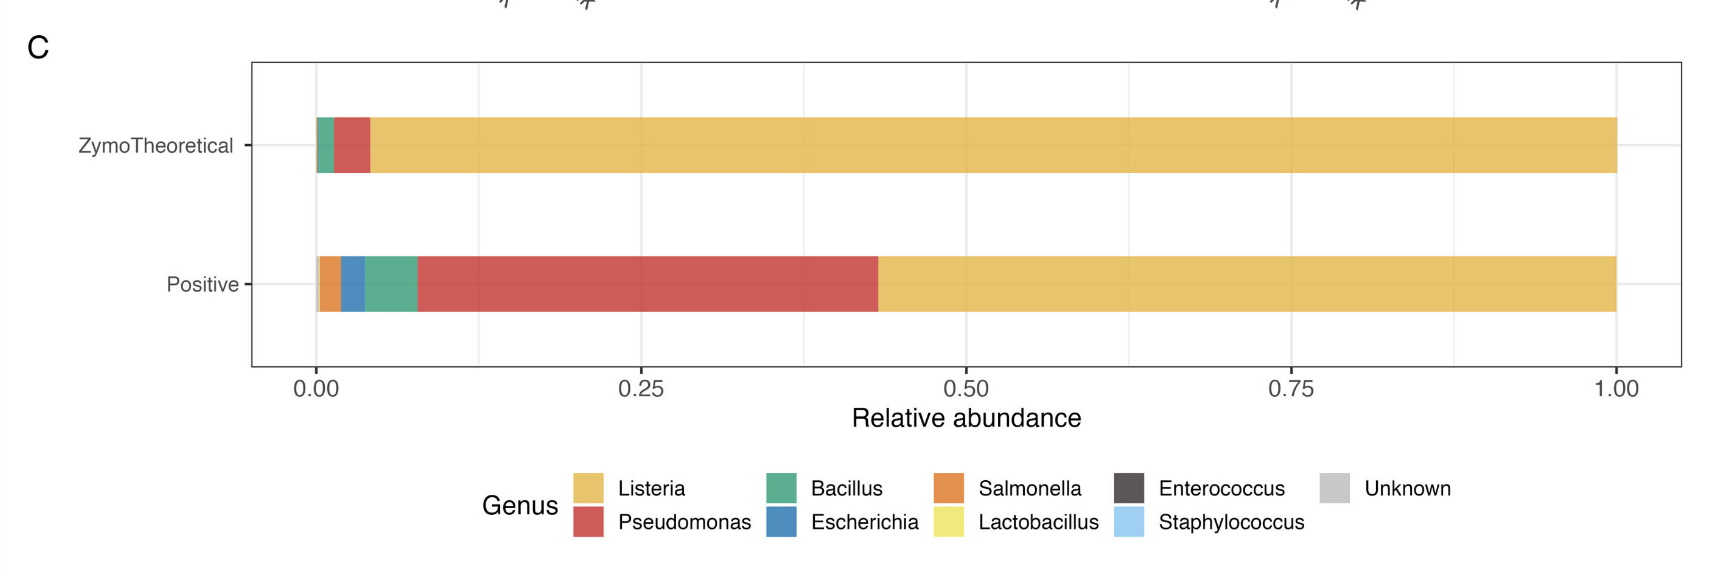 C
ZymoTheoretical
Positive
0.00 0.25 0.50 0.75 1.00
Relative abundance
Genus
Listeria Bacillus Salmonella Enterococcus Unknown
Pseudomonas Escherichia Lactobacillus Staphylococcus